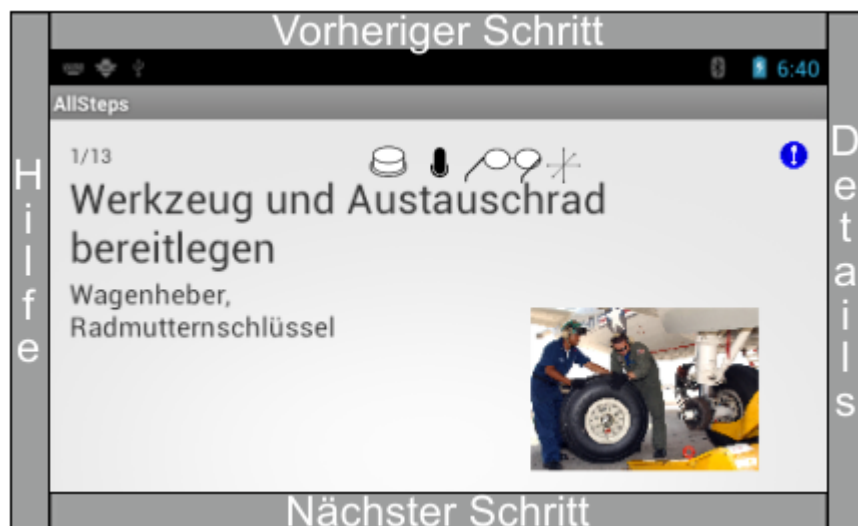 Vorheriger Schritt
6:40
AllSteps
1/13
Werkzeug und Austauschrad
bereitlegen
Wagenheber,
Radmutternschlüssel
Hilfe
Details
Nächster Schritt